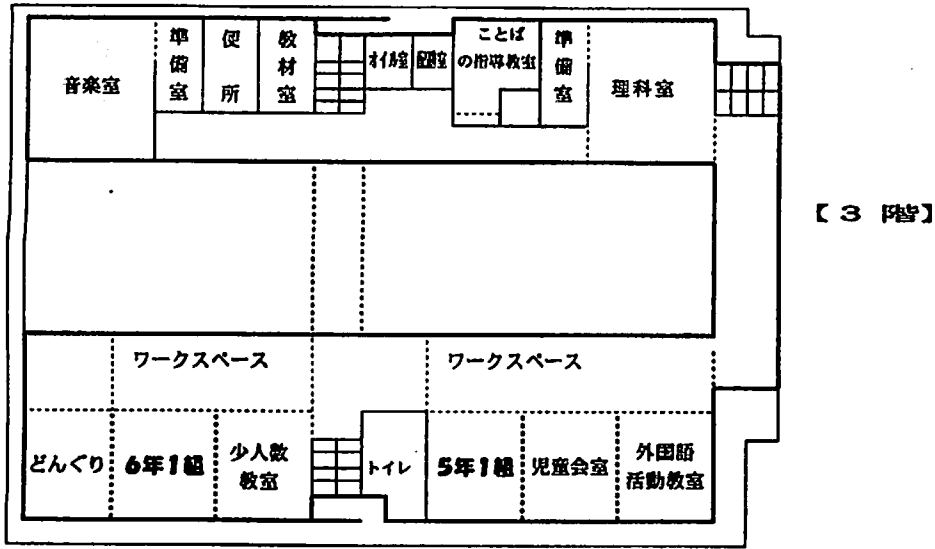 音楽室
準備室
便所
教材室
オイル室
配膳室
ことば
の指導教室
準備室
理科室
【3 階】
ワークスペース
ワークスペース
どんぐり
6年1組
少人数
教室
トイレ
5年1組
児童会室
外国語
活動教室